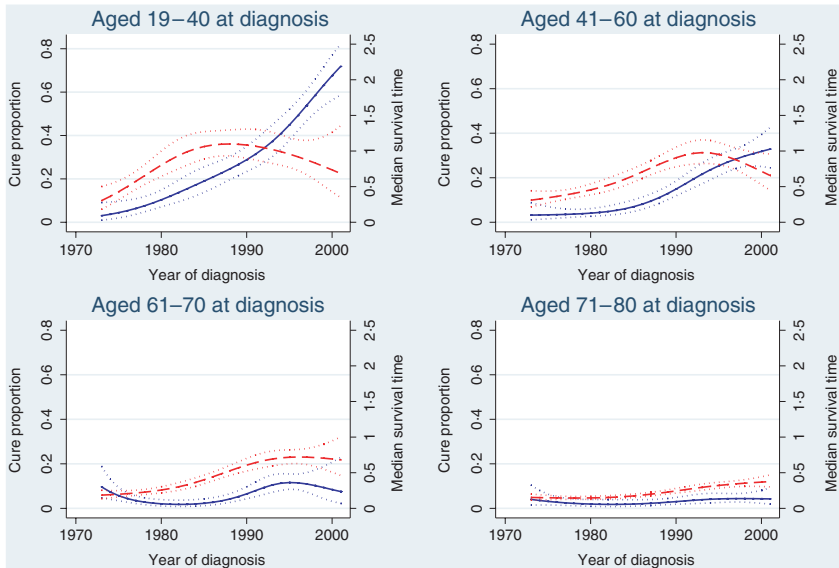 Aged 19–40 at diagnosis
0·8
0·6
0·4
0·2
0
Cure proportion
2·5
2
1·5
1
0·5
0
Median survival time
1970 1980 1990 2000
Year of diagnosis
Aged 41–60 at diagnosis
0·8
0·6
0·4
0·2
0
Cure proportion
2·5
2
1·5
1
0·5
0
Median survival time
1970 1980 1990 2000
Year of diagnosis
Aged 61–70 at diagnosis
0·8
0·6
0·4
0·2
0
Cure proportion
2·5
2
1·5
1
0·5
0
Median survival time
1970 1980 1990 2000
Year of diagnosis
Aged 71–80 at diagnosis
0·8
0·6
0·4
0·2
0
Cure proportion
2·5
2
1·5
1
0·5
0
Median survival time
1970 1980 1990 2000
Year of diagnosis